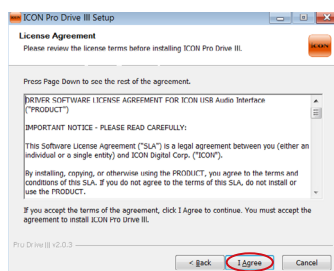 ICON Pro Drive III Setup
License Agreement
Please review the license terms before installing ICON Pro Drive III.
ICON
Press Page Down to see the rest of the agreement.
DRIVER SOFTWARE LICENSE AGREEMENT FOR ICON USB Audio Interface
("PRODUCT")
IMPORTANT NOTICE - PLEASE READ CAREFULLY:
This Software License Agreement ("SLA") is a legal agreement between you (either an
individual or a single entity) and ICON Digital Corp. ("ICON").
By installing, copying, or otherwise using the PRODUCT, you agree to the terms and
conditions of this SLA. If you do not agree to the terms of this SLA, do not install or
use the PRODUCT.
If you accept the terms of the agreement, click I Agree to continue. You must accept the
agreement to install ICON Pro Drive III.
Pro Drive III v2.0.3
< Back
I Agree
Cancel